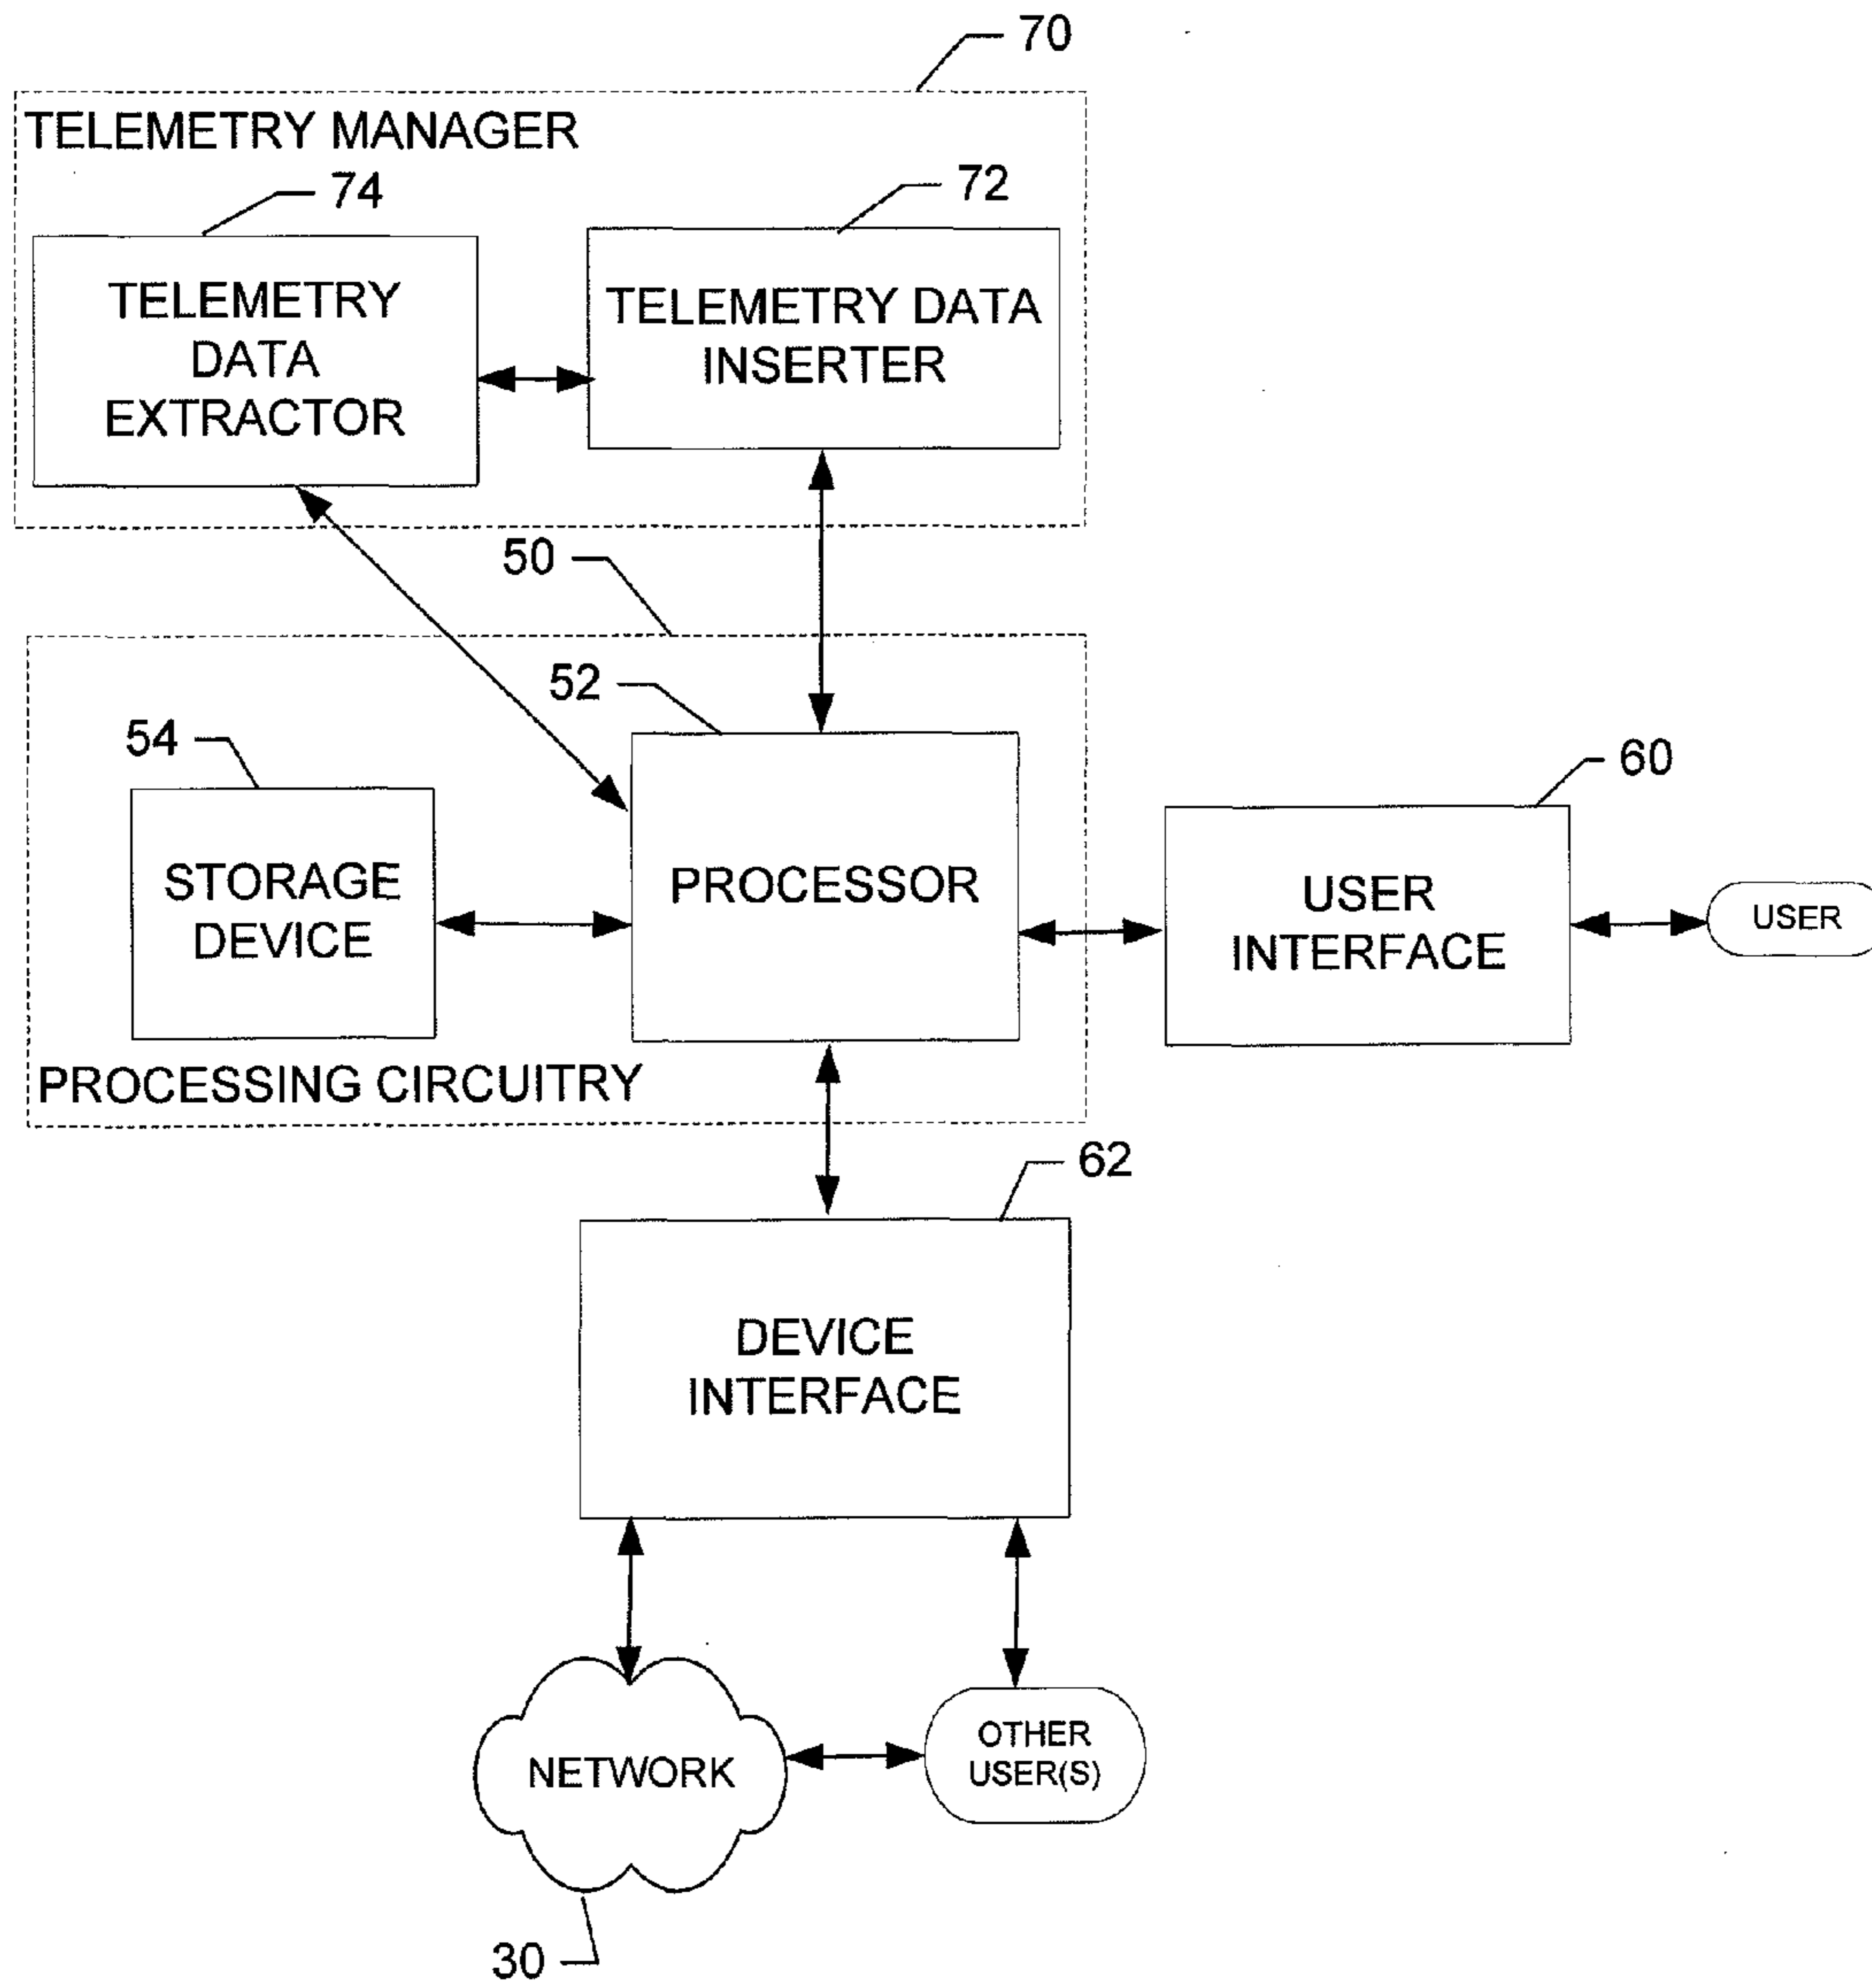 70
TELEMETRY MANAGER
74
72
TELEMETRY
DATA
EXTRACTOR
TELEMETRY DATA
INSERTER
50
52
54
60
STORAGE
DEVICE
PROCESSOR
USER
INTERFACE
USER
PROCESSING CIRCUITRY
62
DEVICE
INTERFACE
NETWORK
OTHER
USER(S)
30